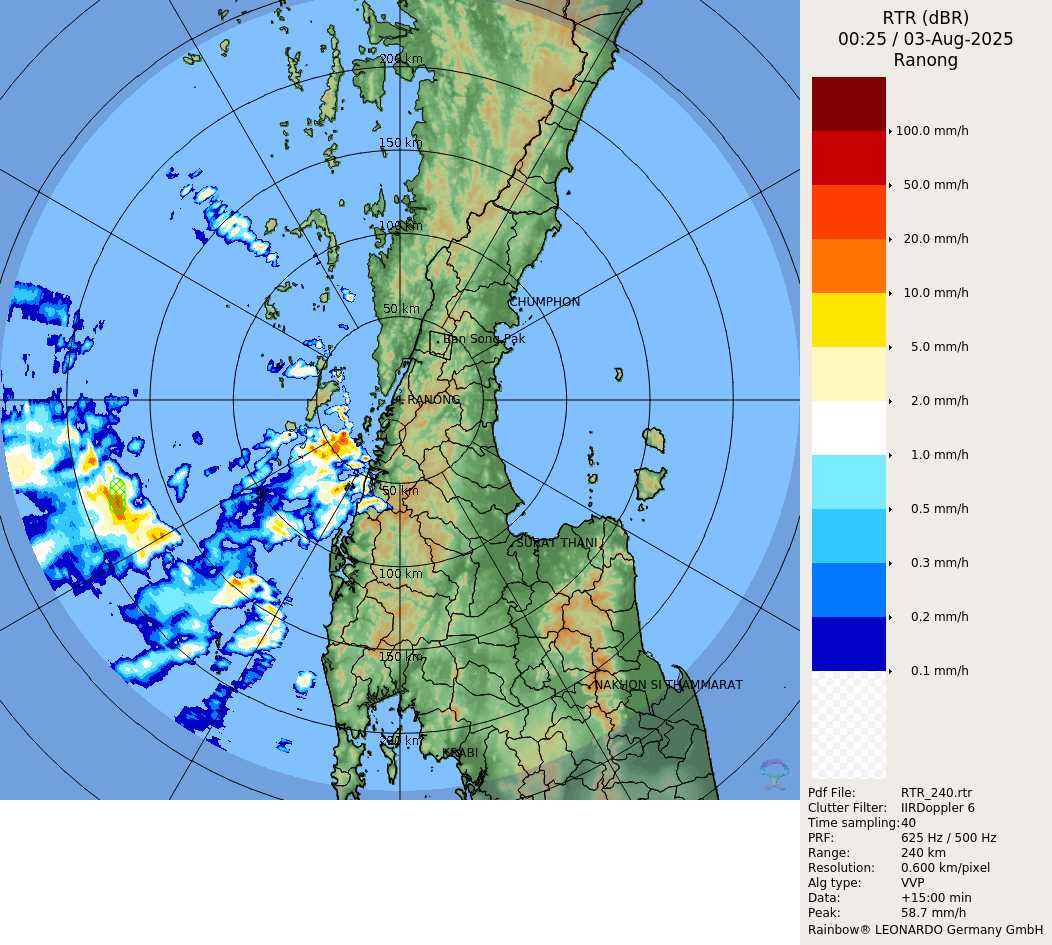 200 km
150 km
100 km
50 km
CHUMPHON
Ban Song Pak
RANONG
50 km
SURAT THANI
100 km
150 km
NAKHON SI THAMMARAT
200 km
KRABI
RTR (dBR)
00:25 / 03-Aug-2025
Ranong
100.0 mm/h
50.0 mm/h
20.0 mm/h
10.0 mm/h
5.0 mm/h
2.0 mm/h
1.0 mm/h
0.5 mm/h
0.3 mm/h
0.2 mm/h
0.1 mm/h
Pdf File: RTR_240.rtr
Clutter Filter: IIRDoppler 6
Time sampling: 40
PRF: 625 Hz / 500 Hz
Range: 240 km
Resolution: 0.600 km/pixel
Alg type: VVP
Data: +15:00 min
Peak: 58.7 mm/h
Rainbow® LEONARDO Germany GmbH